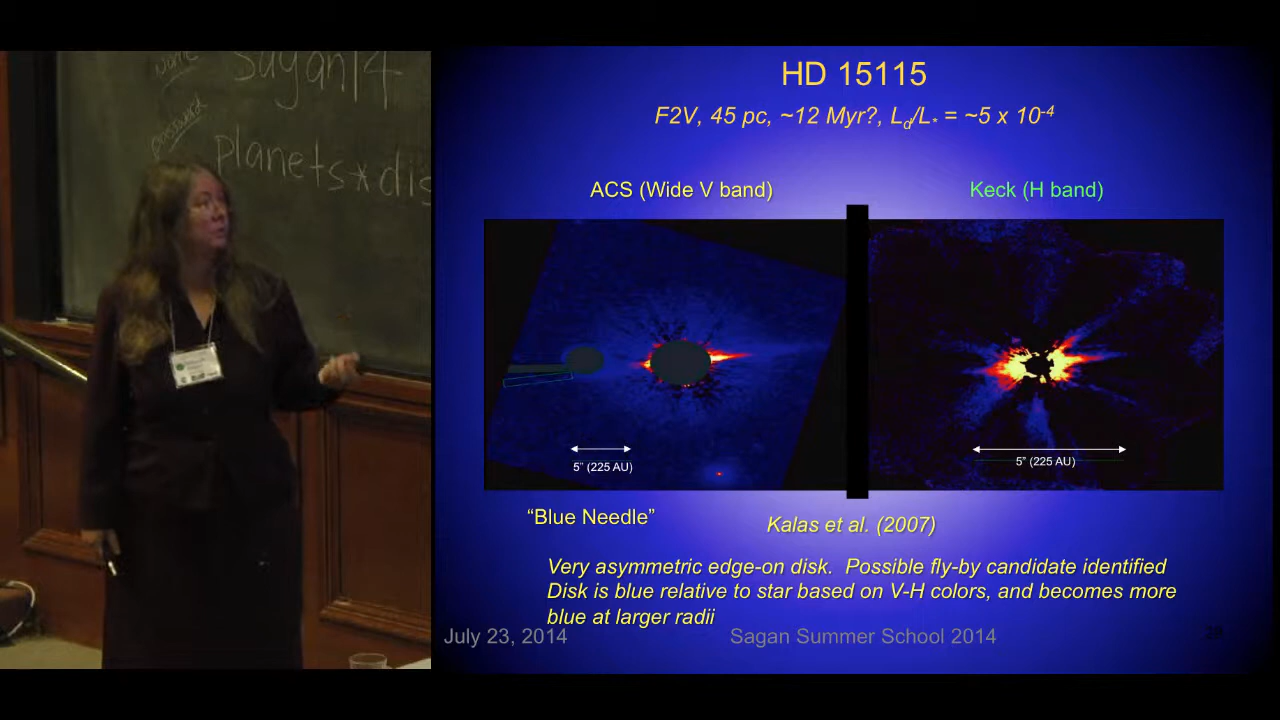 name
Sagan14
password
planets*dis
HD 15115
F2V, 45 pc, ~12 Myr?, Ld/L* = ~5 x 10-4
ACS (Wide V band)
Keck (H band)
5" (225 AU)
5" (225 AU)
“Blue Needle”
Kalas et al. (2007)
Very asymmetric edge-on disk. Possible fly-by candidate identified
Disk is blue relative to star based on V-H colors, and becomes more
blue at larger radii
July 23, 2014
Sagan Summer School 2014